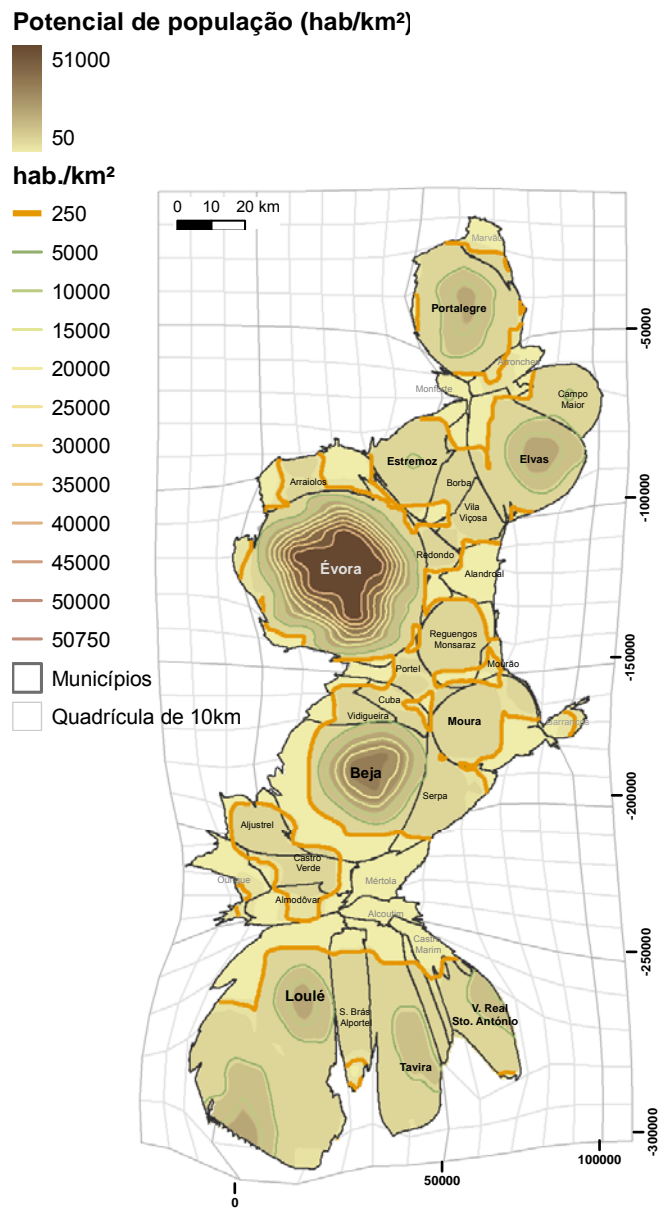 Potencial de população (hab/km²)
51000
50
hab./km²
250
5000
10000
15000
20000
25000
30000
35000
40000
45000
50000
50750
Municípios
Quadrícula de 10km
0 10 20 km
Marvão
Portalegre
-50000
Arronches
Monforte
Campo
Maior
Estremoz
Elvas
Arraiolos
Borba
-100000
Vila
Viçosa
Redondo
Évora
Alandroal
Reguengos
Monsaraz
-150000
Portel
Mourão
Cuba
Vidigueira
Moura
Barrancos
Beja
Serpa
-200000
Aljustrel
Castro
Verde
Ourique
Mértola
Almodôvar
Alcoutim
Castro
Marim
-250000
Loulé
S. Brás
Alportel
V. Real
Sto. António
Tavira
-300000
0
50000
100000